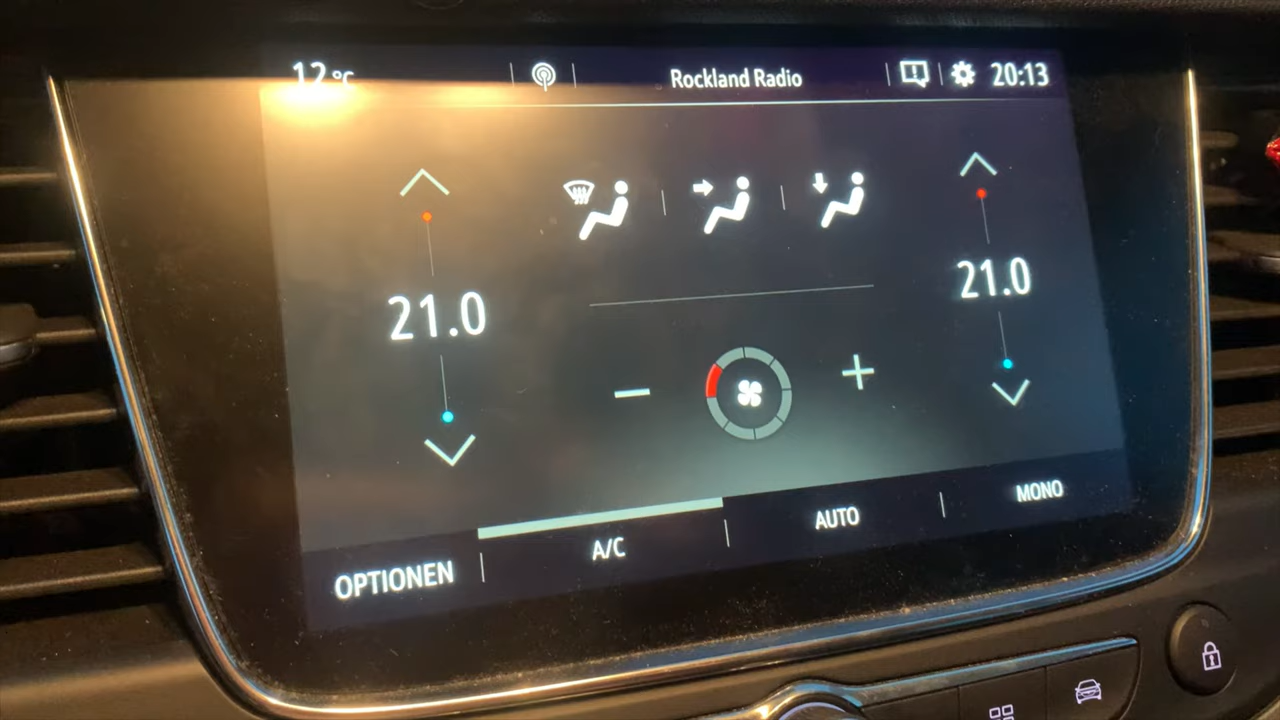 12°C
Rockland Radio
20:13
21.0
21.0
OPTIONEN
A/C
AUTO
MONO